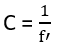 C = 1/f,